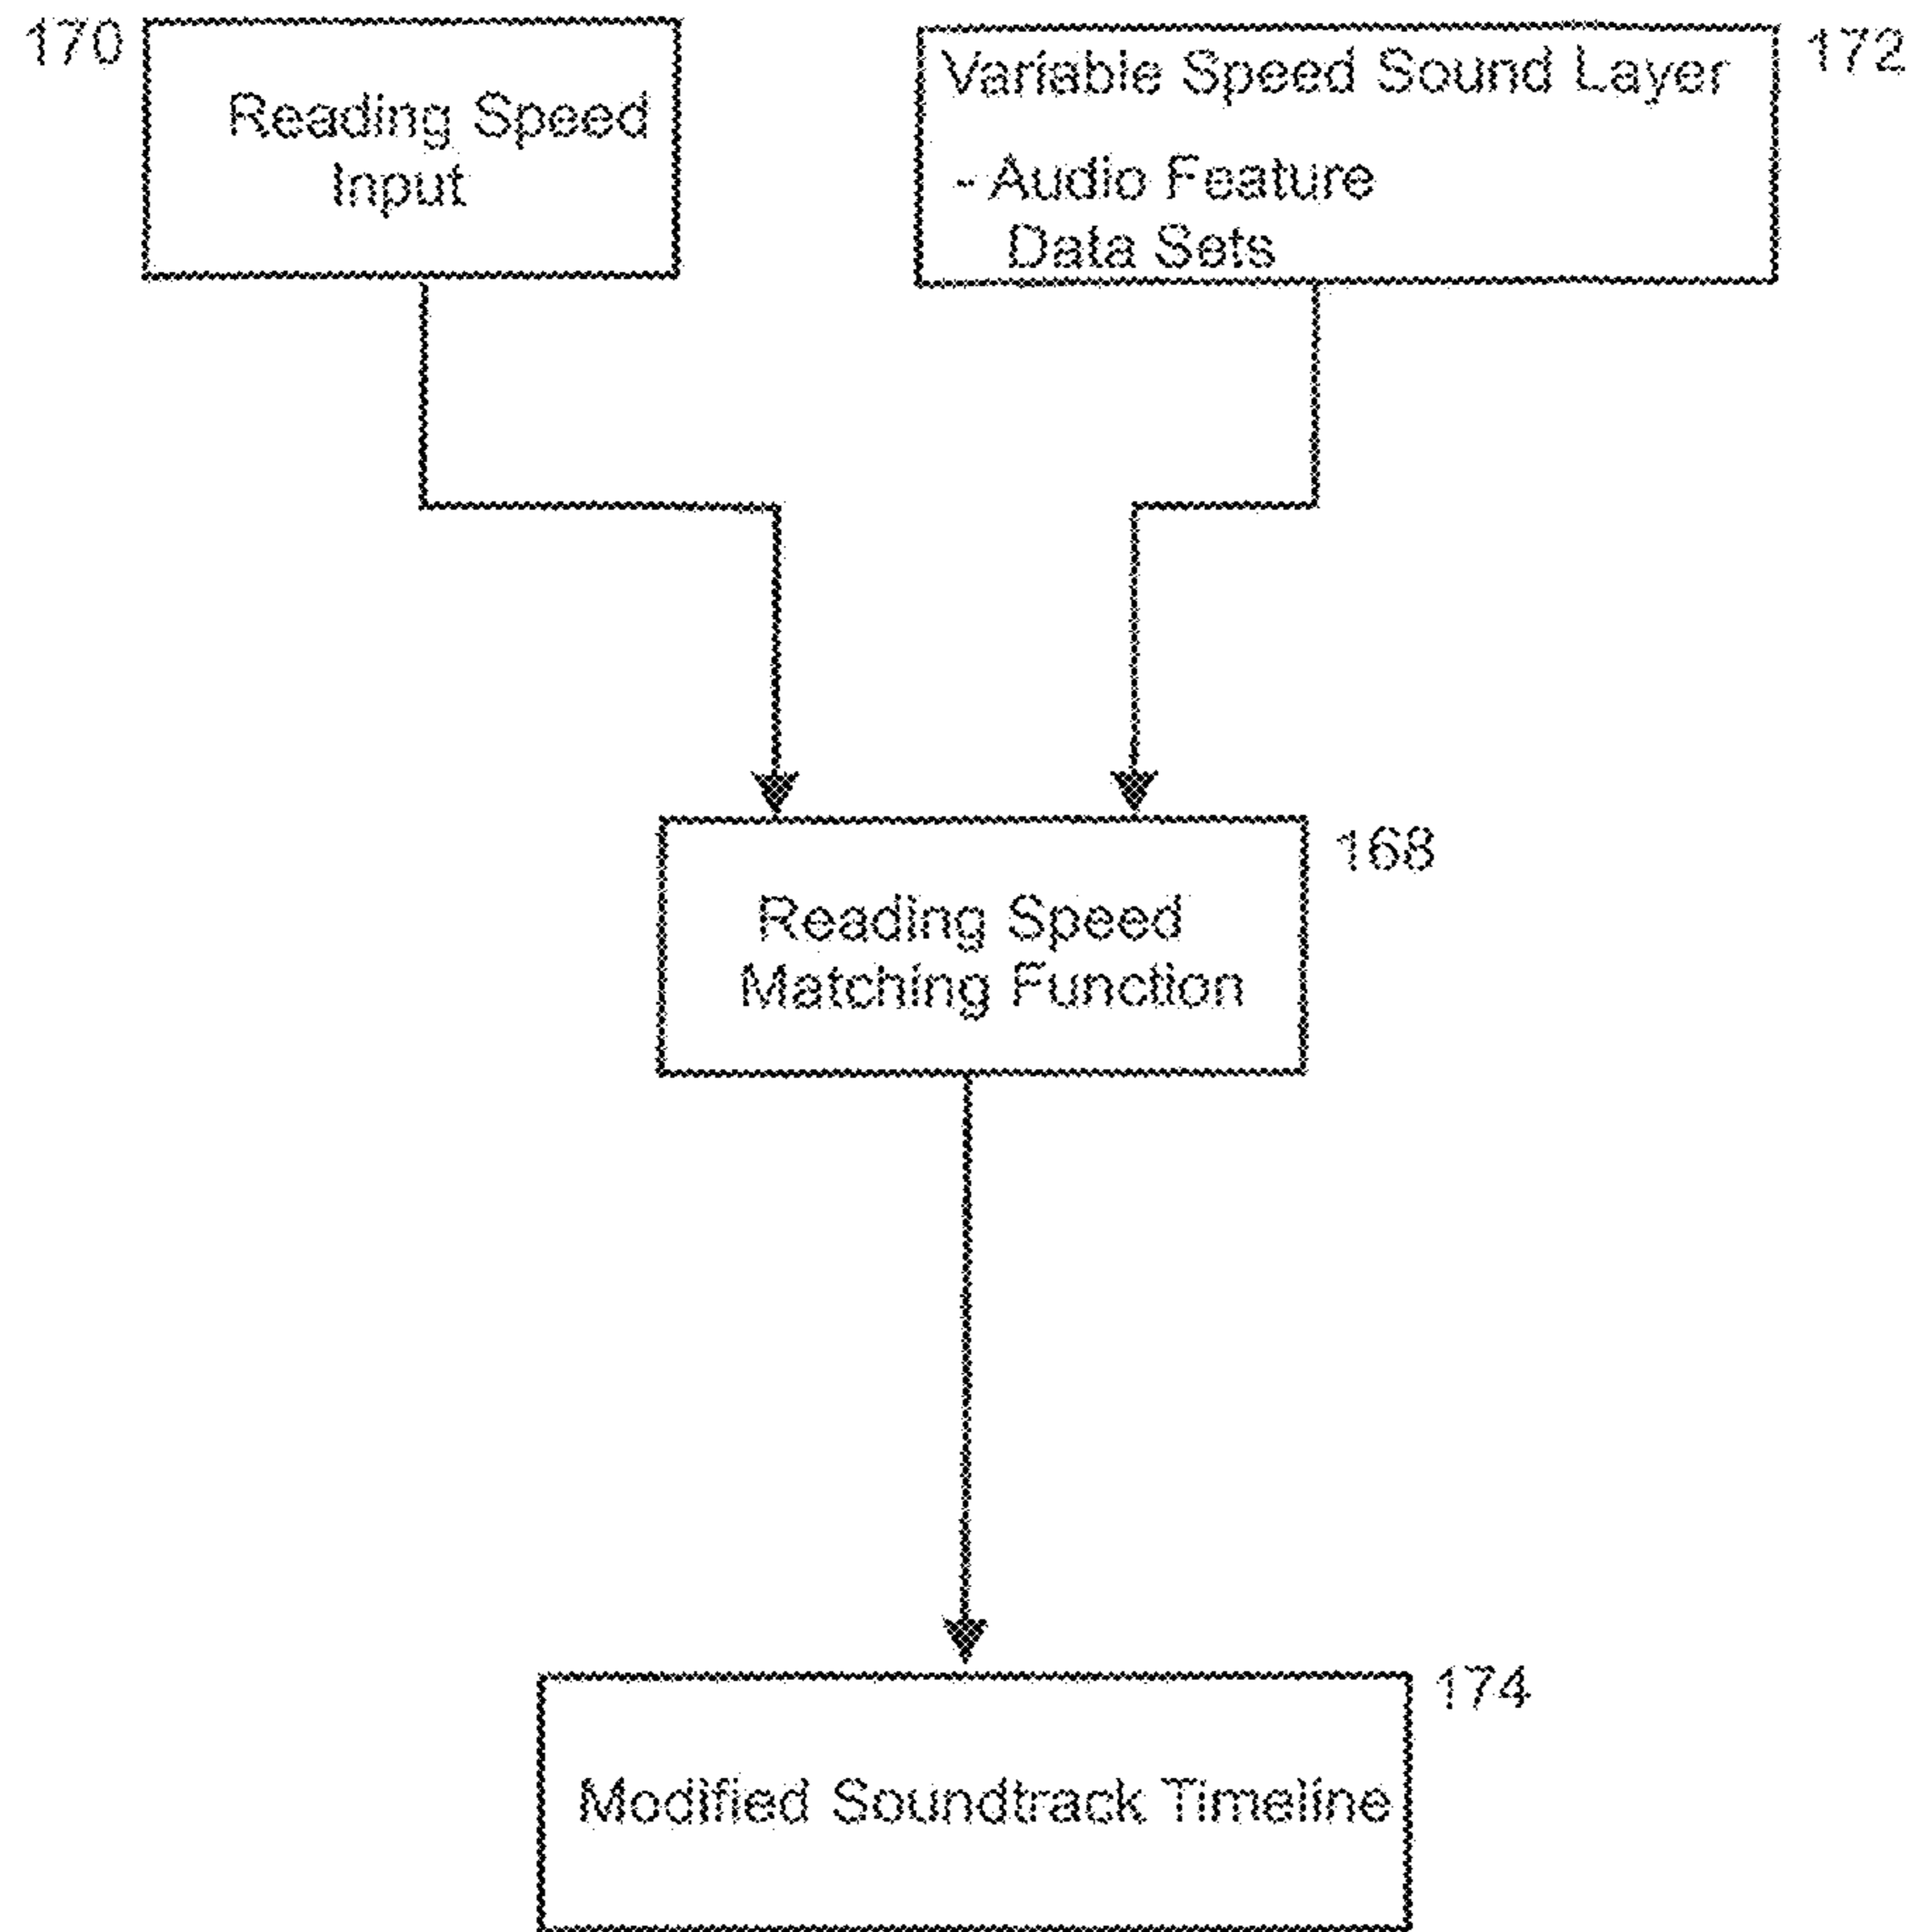 170
Reading Speed
Input
Variable Speed Sound Layer
- Audio Feature
Data Sets
172
Reading Speed
Matching Function
168
Modified Soundtrack Timeline
174